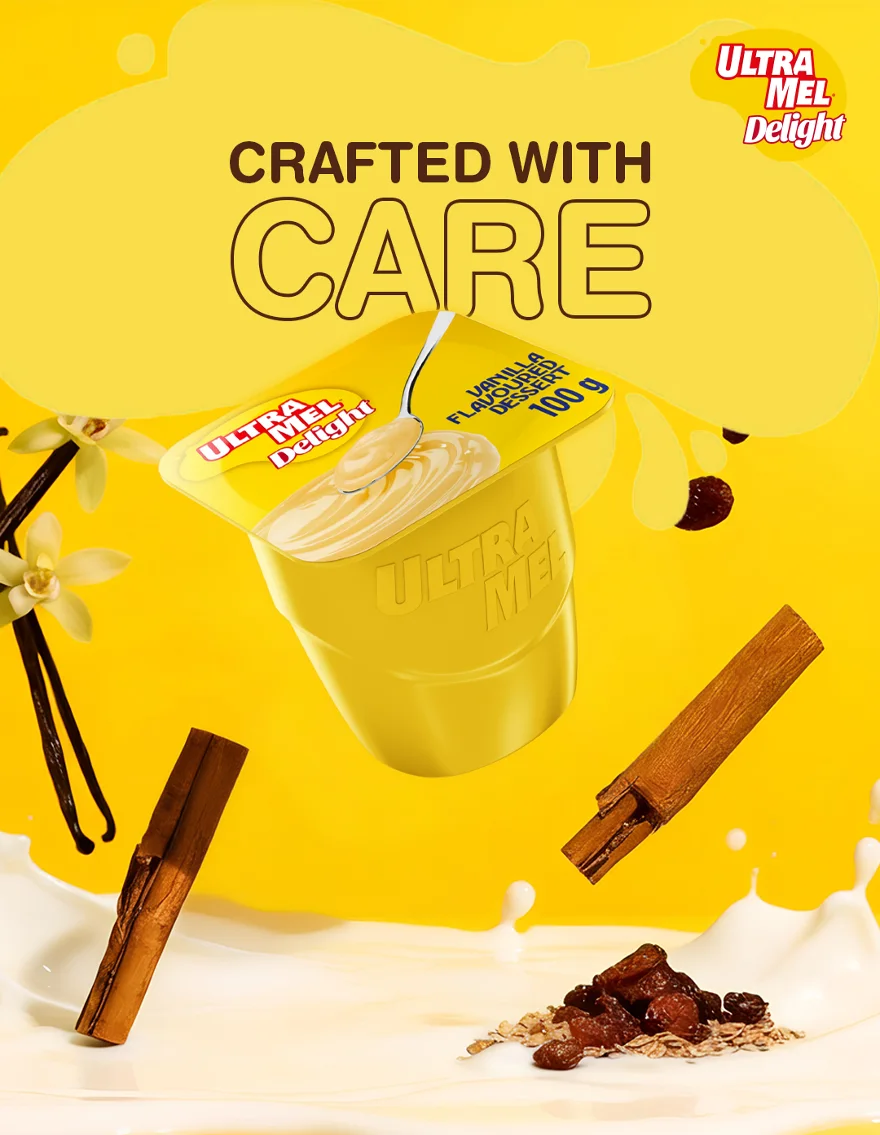 ULTRA
MEL
Delight
CRAFTED WITH
CARE
ULTRA
MEL
Delight
VANILLA
FLAVOURED
DESSERT
100 g
ULTRA
MEL